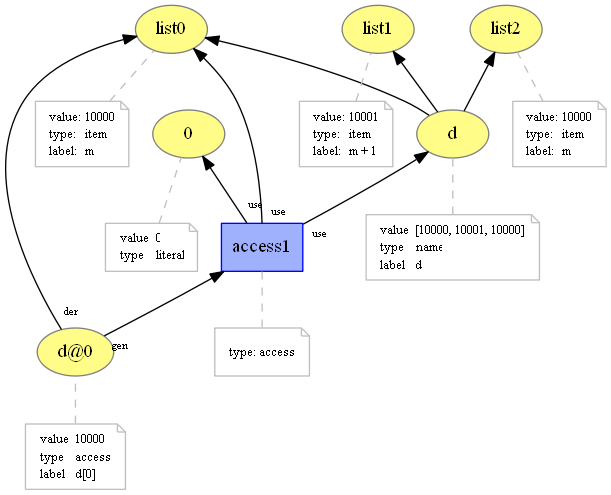 list0
list1
list2
value: 10000
type: item
label: m
0
value: 10001
type: item
label: m + 1
d
value: 10000
type: item
label: m
use
use
use
value 0
type literal
access1
value [10000, 10001, 10000]
type name
label d
der
gen
d@0
type: access
value 10000
type access
label d[0]